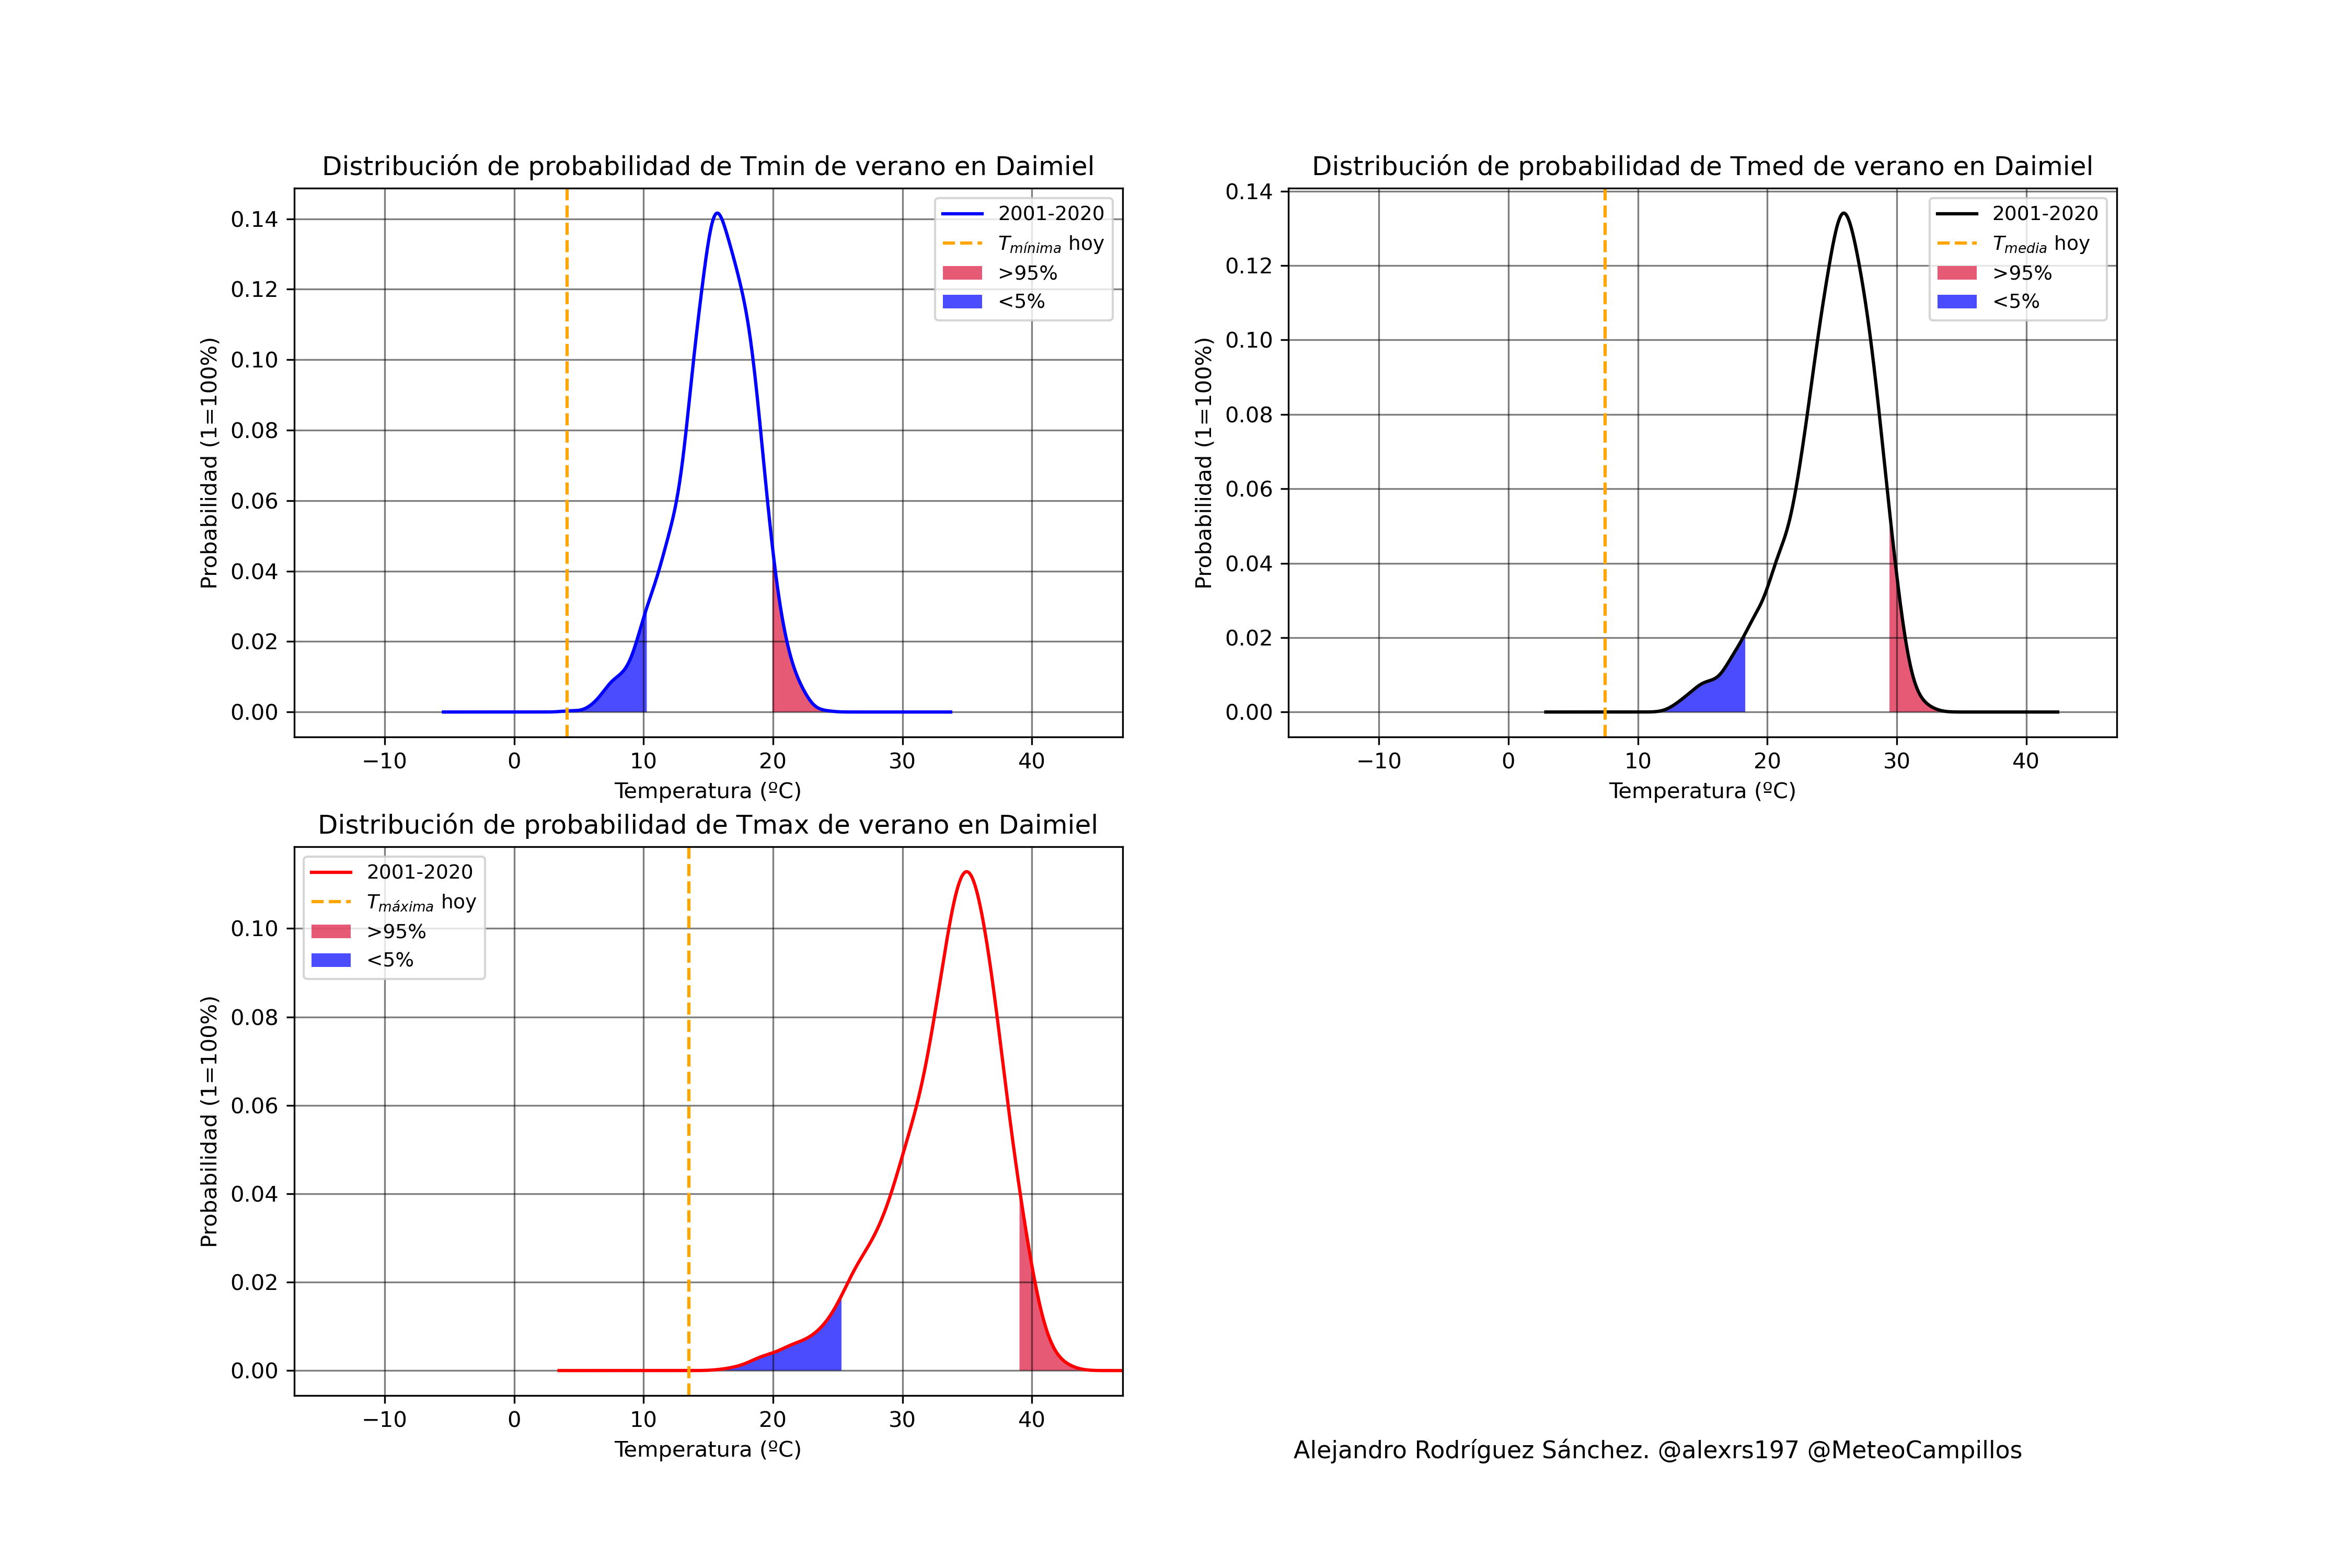 Distribución de probabilidad de Tmin de verano en Daimiel
2001-2020
Tmínima hoy
>95%
<5%
Probabilidad (1=100%)
0.14
0.12
0.10
0.08
0.06
0.04
0.02
0.00
−10 0 10 20 30 40
Temperatura (ºC)
Distribución de probabilidad de Tmed de verano en Daimiel
2001-2020
Tmedia hoy
>95%
<5%
Probabilidad (1=100%)
0.14
0.12
0.10
0.08
0.06
0.04
0.02
0.00
−10 0 10 20 30 40
Temperatura (ºC)
Distribución de probabilidad de Tmax de verano en Daimiel
2001-2020
Tmáxima hoy
>95%
<5%
Probabilidad (1=100%)
0.10
0.08
0.06
0.04
0.02
0.00
−10 0 10 20 30 40
Temperatura (ºC)
Alejandro Rodríguez Sánchez. @alexrs197 @MeteoCampillos